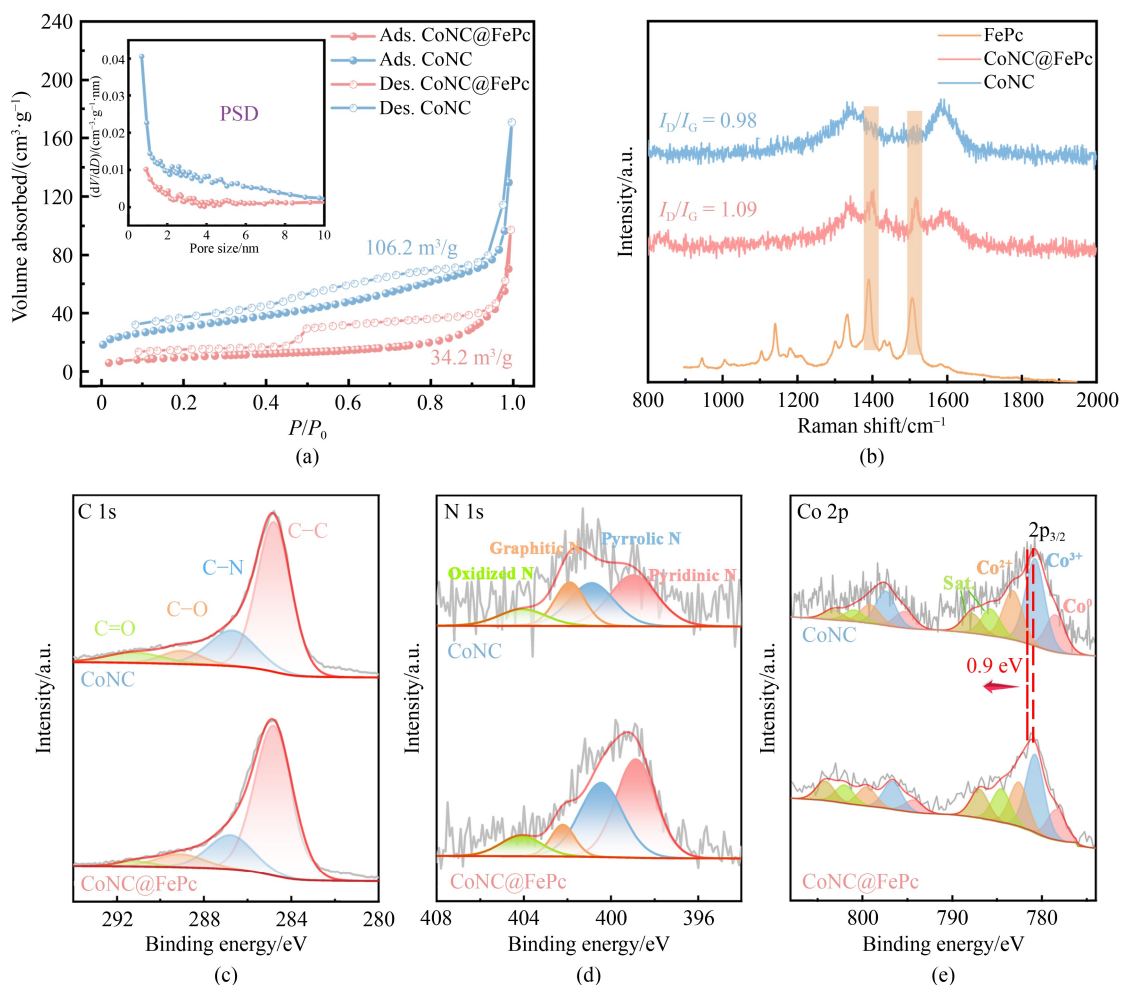 240
200
160
120
80
40
0
Volume absorbed/(cm³·g⁻¹)
0
0.2
0.4
0.6
0.8
1.0
P/P₀
(a)
Ads. CoNC@FePc
Ads. CoNC
Des. CoNC@FePc
Des. CoNC
106.2 m³/g
34.2 m³/g
PSD
0.04
0.03
0.02
0.01
0
(dV/dD)/(cm⁻³·g⁻¹·nm)
0
2
4
6
8
10
Pore size/nm
FePc
CoNC@FePc
CoNC
I_D/I_G = 0.98
I_D/I_G = 1.09
Intensity/a.u.
800
1000
1200
1400
1600
1800
2000
Raman shift/cm⁻¹
(b)
C 1s
C−C
C−N
C−O
C=O
CoNC
CoNC@FePc
Intensity/a.u.
292
288
284
280
Binding energy/eV
(c)
N 1s
Pyrrolic N
Graphitic N
Oxidized N
Pyridinic N
CoNC
CoNC@FePc
Intensity/a.u.
408
404
400
396
Binding energy/eV
(d)
Co 2p
2p₃/₂
Co²⁺
Co³⁺
Sat.
Co⁰
CoNC
0.9 eV
CoNC@FePc
Intensity/a.u.
800
790
780
Binding energy/eV
(e)